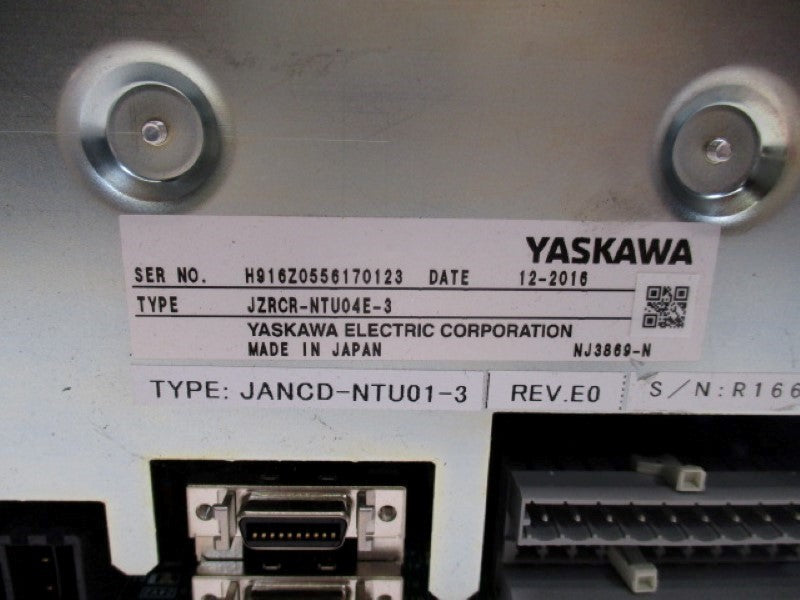 YASKAWA
SER NO. H916Z0556170123 DATE 12-2016
TYPE JZRCR-NTU04E-3
YASKAWA ELECTRIC CORPORATION
MADE IN JAPAN NJ3869-N
TYPE: JANCD-NTU01-3 REV.E0 S/N:R166